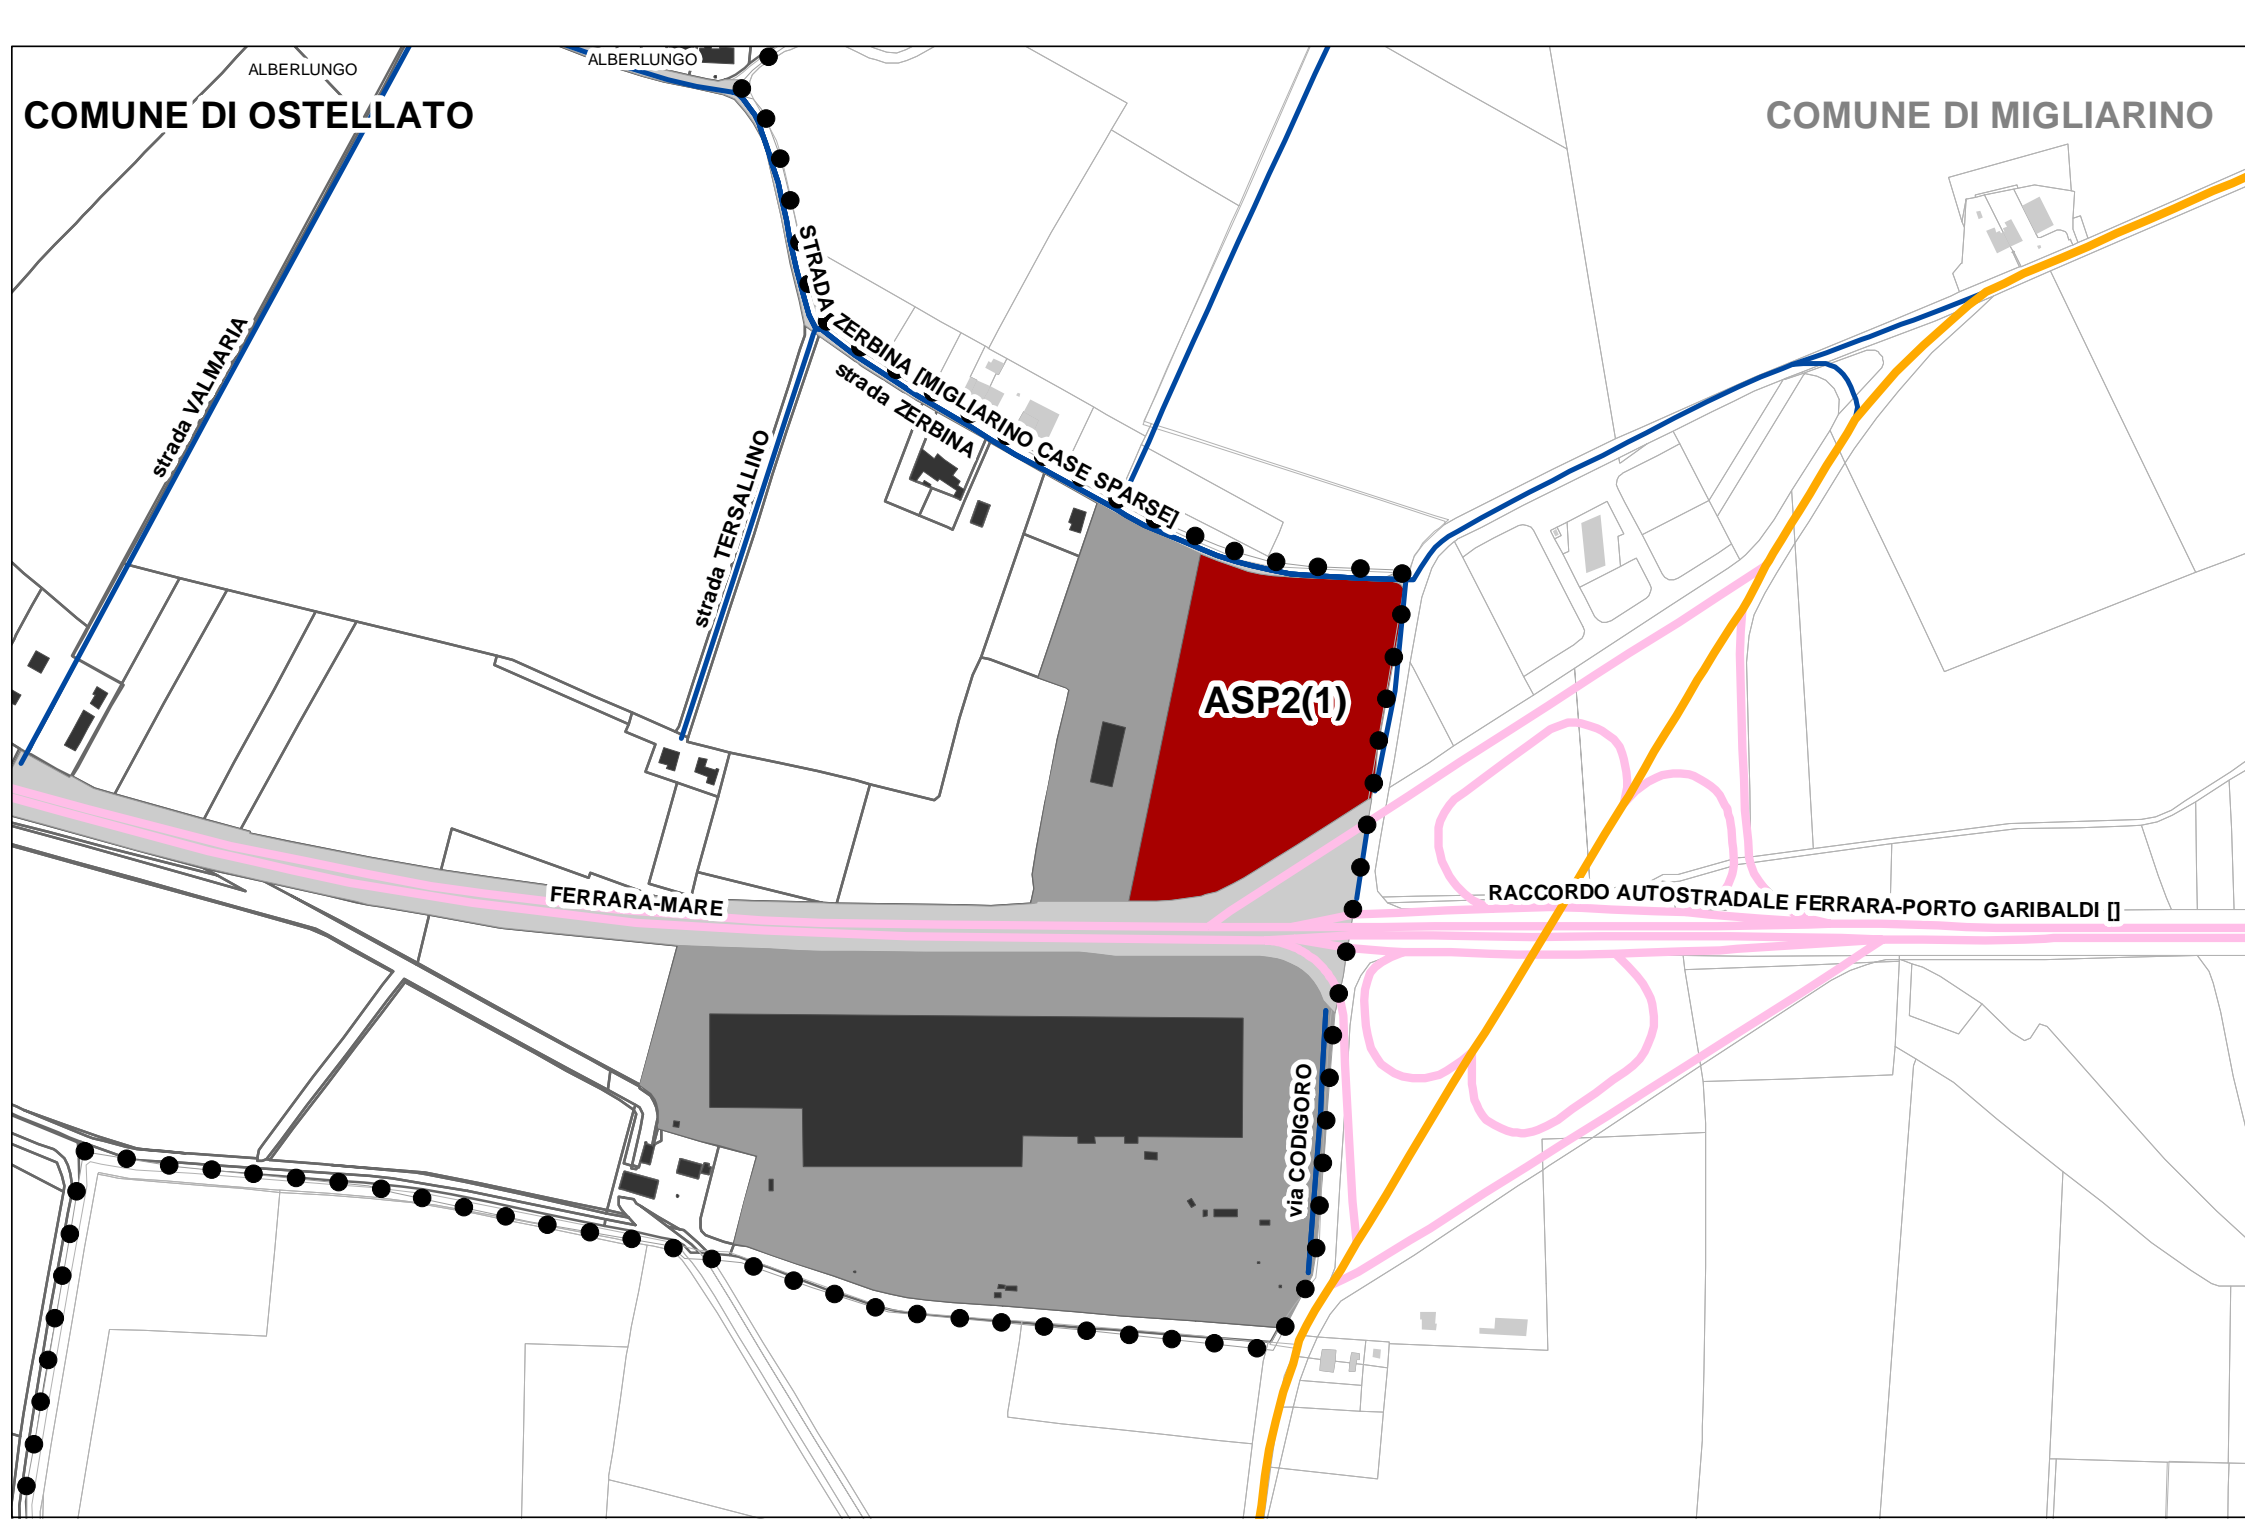 ALBERLUNGO
ALBERLUNGO
COMUNE DI OSTELLATO
COMUNE DI MIGLIARINO
strada VALMARIA
STRADA ZERBINA [MIGLIARINO CASE SPARSE]
strada ZERBINA
strada TERSALLINO
ASP2(1)
FERRARA-MARE
RACCORDO AUTOSTRADALE FERRARA-PORTO GARIBALDI []
via CODIGORO